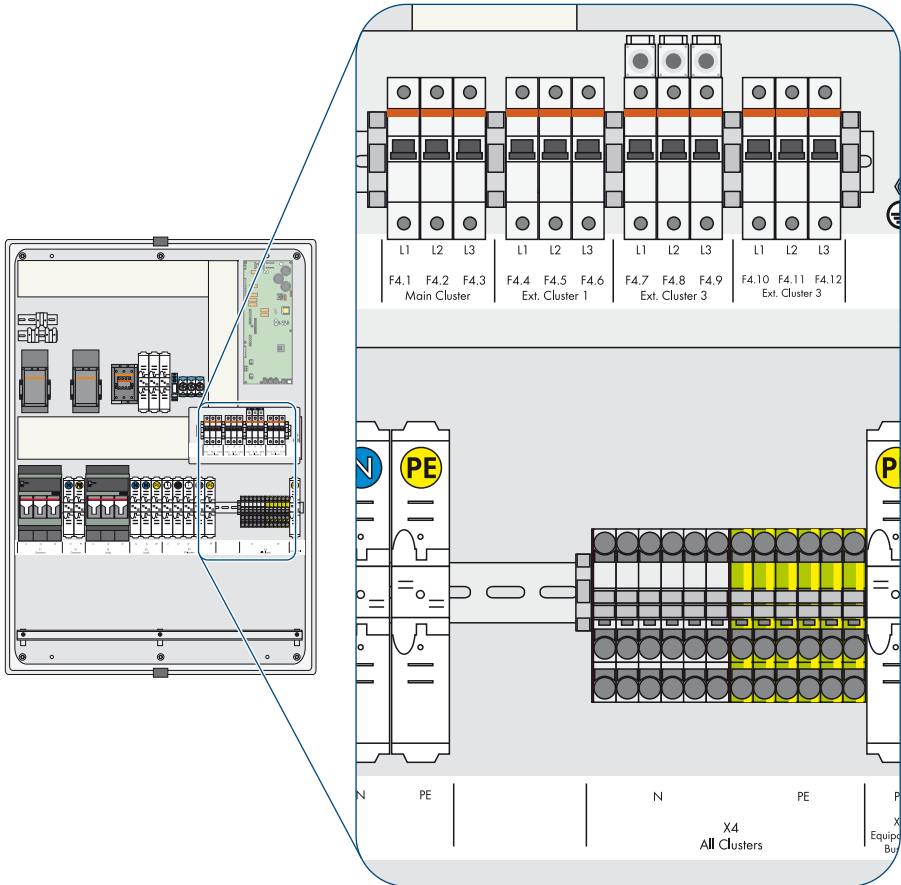 L1 L2 L3 L1 L2 L3 L1 L2 L3 L1 L2 L3
F4.1 F4.2 F4.3 F4.4 F4.5 F4.6 F4.7 F4.8 F4.9 F4.10 F4.11 F4.12
Main Cluster Ext. Cluster 1 Ext. Cluster 3 Ext. Cluster 3
N PE
N PE N PE
X4
All Clusters